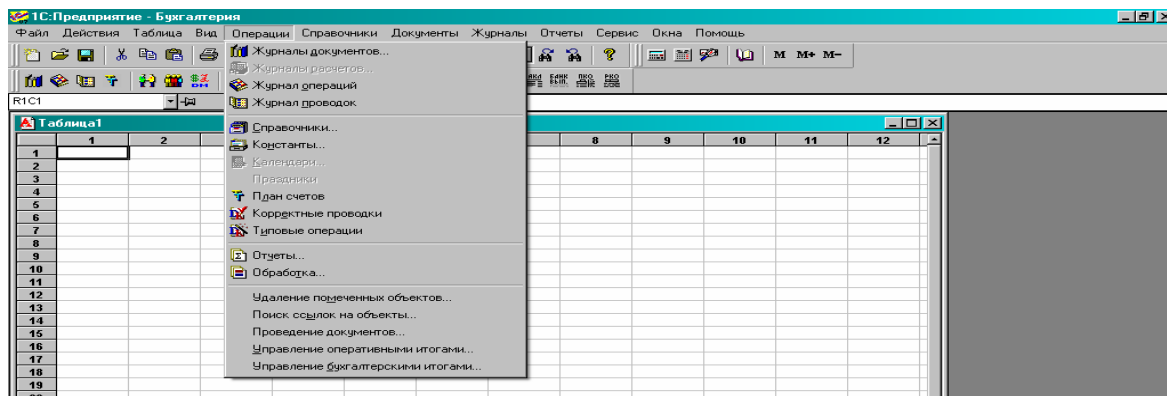 1С:Предприятие - Бухгалтерия
Файл Действия Таблица Вид Операции Справочники Документы Журналы Отчеты Сервис Окна Помощь
M M+ M-
R1C1
Журналы документов...
Журналы расчетов...
Журнал операций
Журнал проводок
Справочники...
Константы...
Календари...
Праздники
План счетов
Корректные проводки
Типовые операции
Отчеты...
Обработка...
Удаление помеченных объектов...
Поиск ссылок на объекты...
Проведение документов...
Управление оперативными итогами...
Управление бухгалтерскими итогами...
Таблица1
1 2 8 9 10 11 12
1
2
3
4
5
6
7
8
9
10
11
12
13
14
15
16
17
18
19